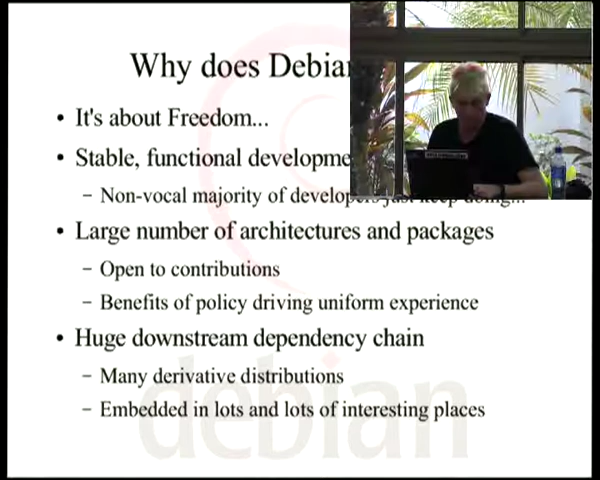 Why does Debian
• It's about Freedom...
• Stable, functional developme
– Non-vocal majority of developers just keep doing...
• Large number of architectures and packages
– Open to contributions
– Benefits of policy driving uniform experience
• Huge downstream dependency chain
– Many derivative distributions
– Embedded in lots and lots of interesting places
debian